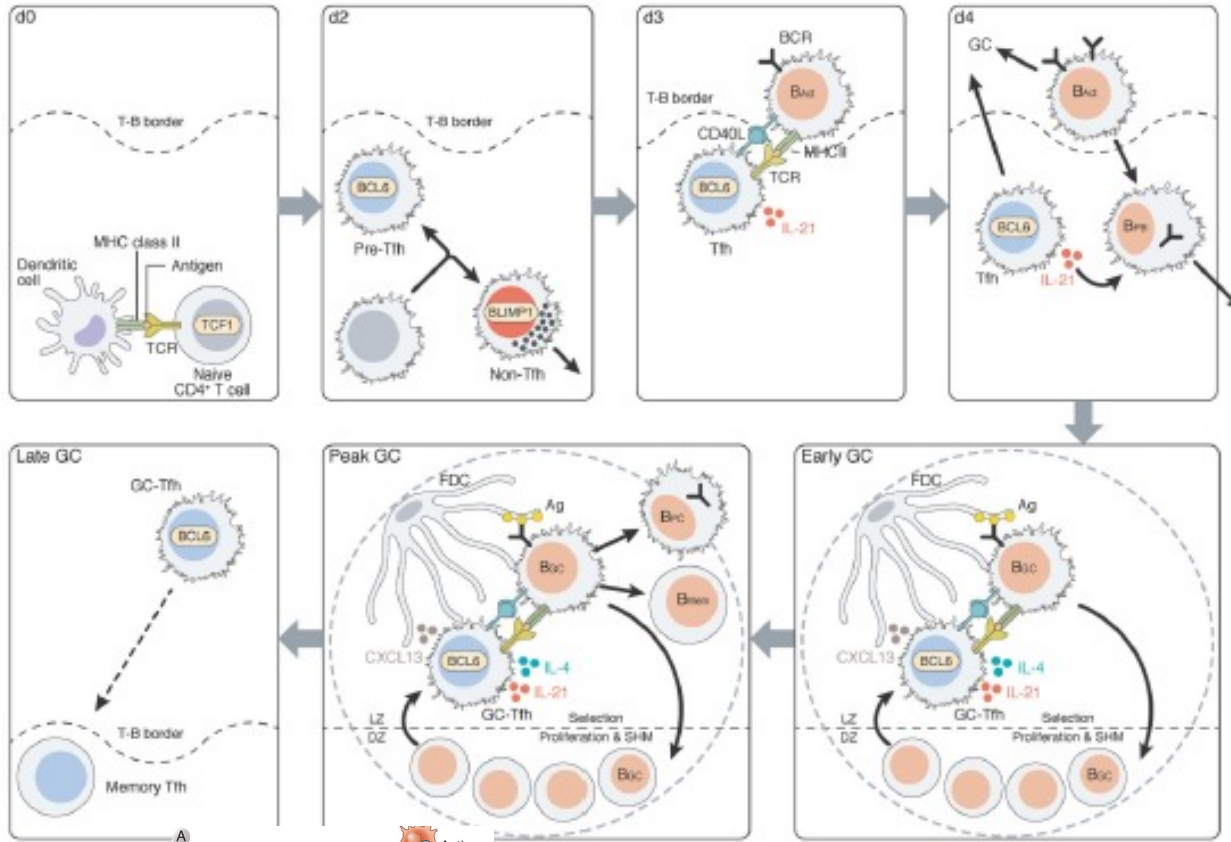 d0
T-B border
MHC class II
Dendritic
cell
Antigen
TCF1
TCR
Naive
CD4+ T cell
d2
T-B border
BCL6
Pre-Tfh
BLIMP1
Non-Tfh
d3
BCR
BAct
T-B border
CD40L
MHCII
TCR
BCL6
IL-21
Tfh
d4
GC
BAct
BCL6
BPB
Tfh
IL-21
Late GC
GC-Tfh
BCL6
T-B border
Memory Tfh
Peak GC
FDC
Ag
BPC
BGC
Bmem
CXCL13
BCL6
IL-4
IL-21
GC-Tfh
LZ
Selection
DZ
Proliferation & SHM
BGC
Early GC
FDC
Ag
BGC
CXCL13
BCL6
IL-4
IL-21
GC-Tfh
LZ
Selection
DZ
Proliferation & SHM
BGC
A